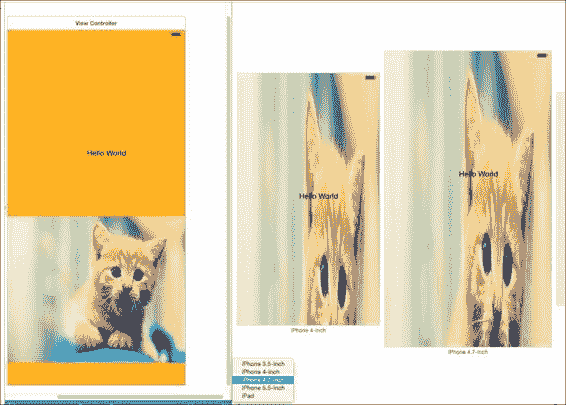 View Controller
Hello World
Hello World
Hello World
iPhone 4-inch
iPhone 4.7-inch
iPhone 3.5-inch
iPhone 4-inch
iPhone 4.7-inch
iPhone 5.5-inch
iPad